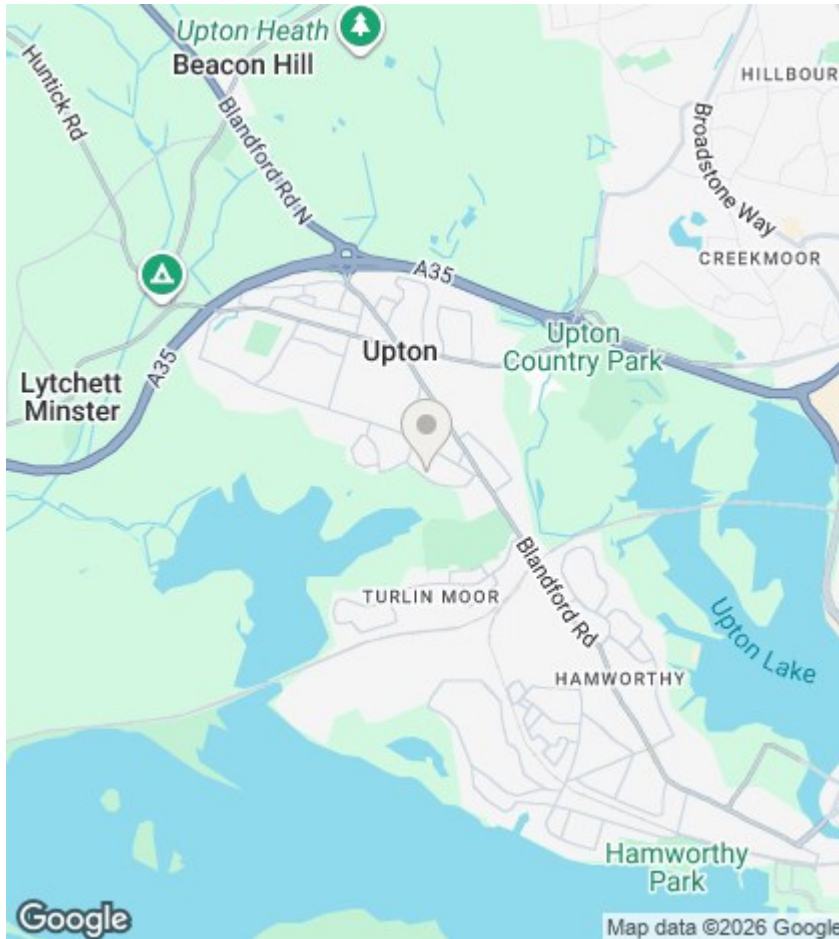 Upton Heath
Beacon Hill
HILLBOUR
Huntick Rd
Blandford Rd N
Broadstone Way
CREEKMOOR
A35
Upton
Country Park
Upton
A35
Lytchett
Minster
Blandford Rd
TURLIN MOOR
Upton Lake
HAMWORTHY
Hamworthy
Park
Google
Map data ©2026 Google